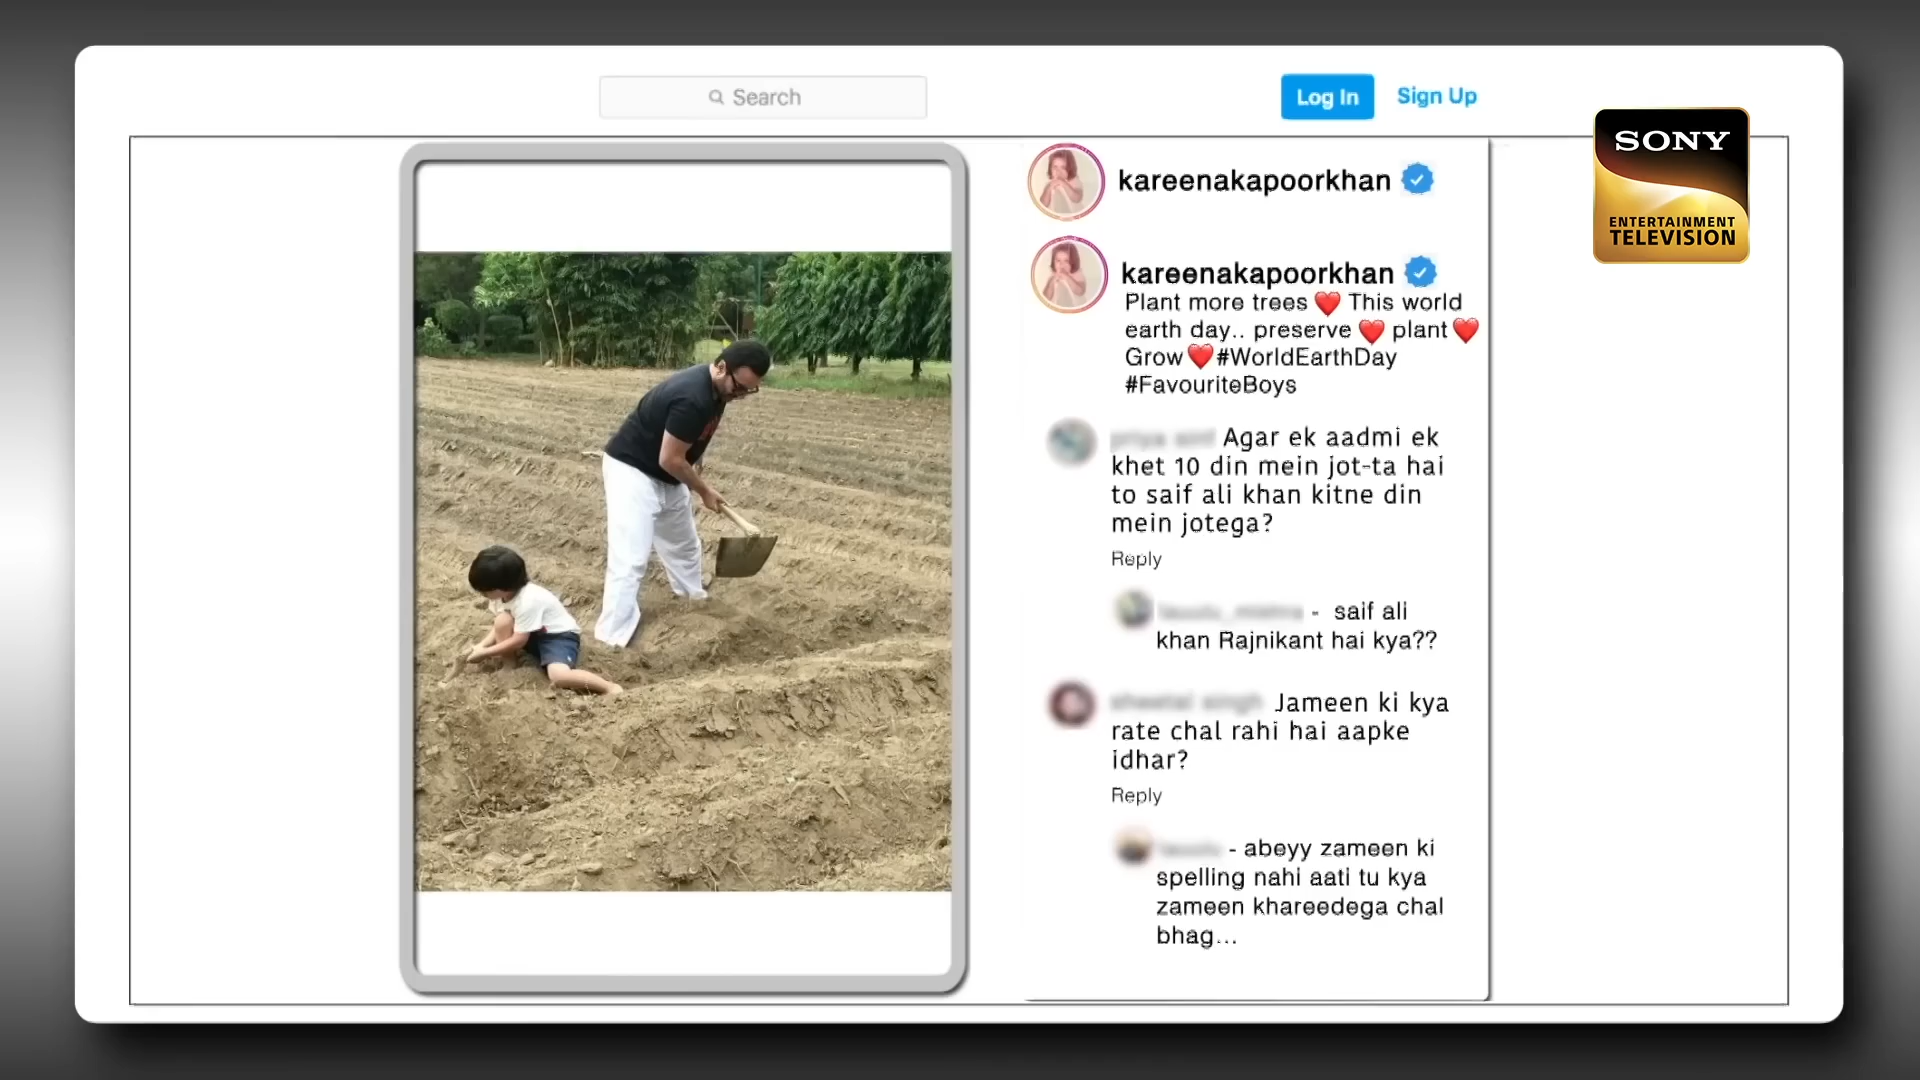 Search
Log In
Sign Up
SONY
ENTERTAINMENT
TELEVISION
kareenakapoorkhan
kareenakapoorkhan
Plant more trees ❤️ This world
earth day.. preserve ❤️ plant ❤️
Grow ❤️ #WorldEarthDay
#FavouriteBoys
Agar ek aadmi ek
khet 10 din mein jot-ta hai
to saif ali khan kitne din
mein jotega?
Reply
- saif ali
khan Rajnikant hai kya??
Jameen ki kya
rate chal rahi hai aapke
idhar?
Reply
- abeyy zameen ki
spelling nahi aati tu kya
zameen khareedega chal
bhag...